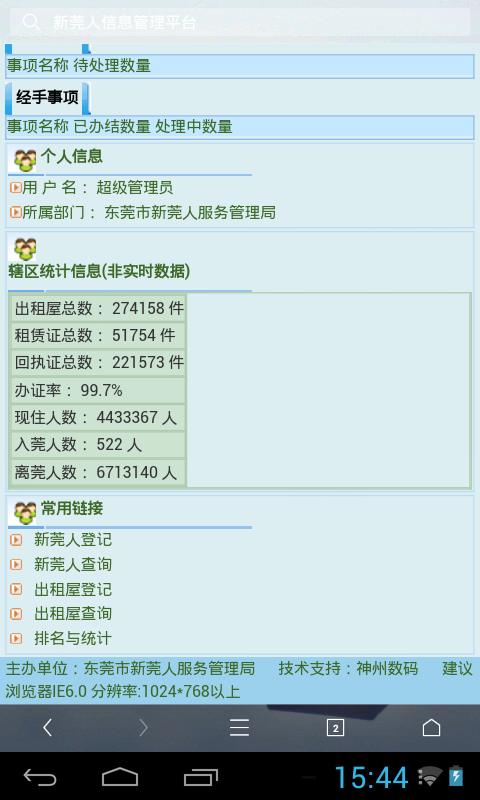 新莞人信息管理平台
事项名称 待处理数量
经手事项
事项名称 已办结数量 处理中数量
个人信息
用 户 名： 超级管理员
所属部门： 东莞市新莞人服务管理局
辖区统计信息(非实时数据)
出租屋总数： 274158 件
租赁证总数： 51754 件
回执证总数： 221573 件
办证率： 99.7%
现住人数： 4433367 人
入莞人数： 522 人
离莞人数： 6713140 人
常用链接
新莞人登记
新莞人查询
出租屋登记
出租屋查询
排名与统计
主办单位：东莞市新莞人服务管理局 技术支持：神州数码 建议
浏览器IE6.0 分辨率:1024*768以上
2
15:44